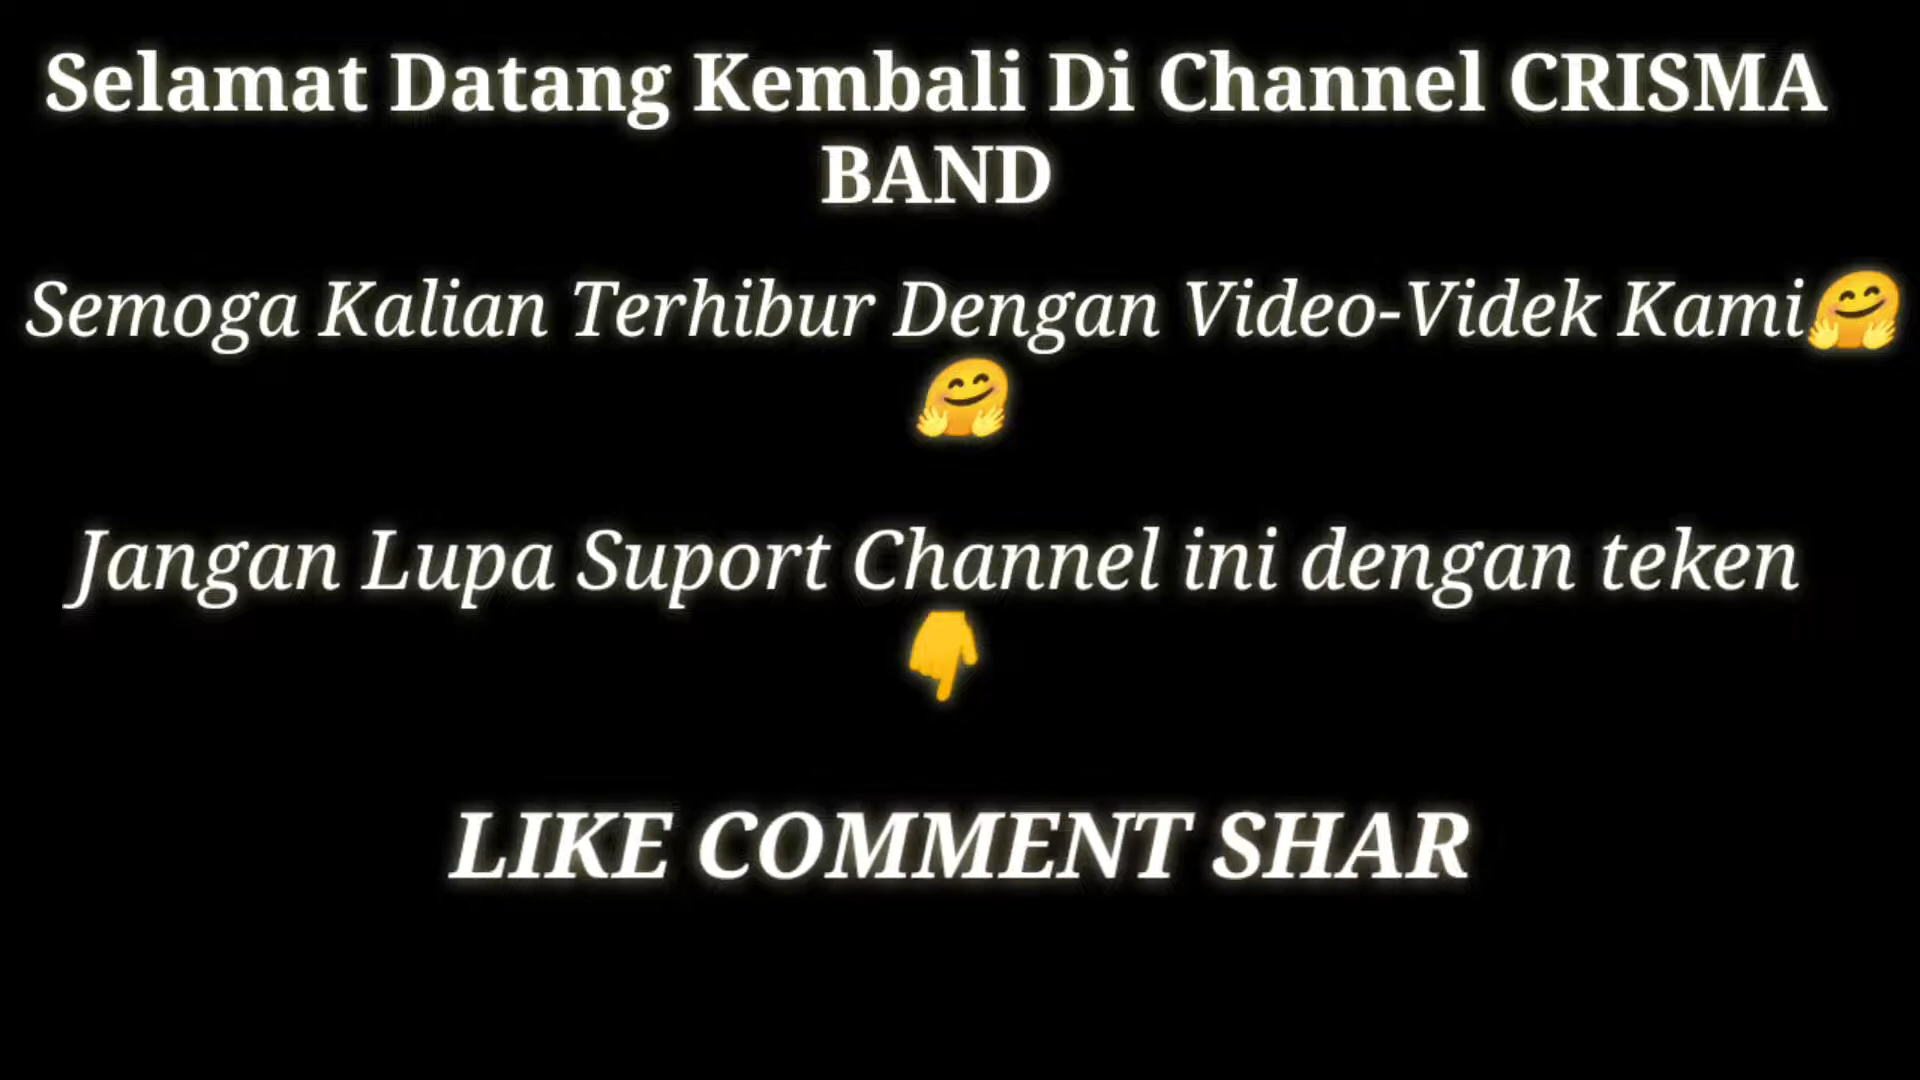 Selamat Datang Kembali Di Channel CRISMA
BAND
Semoga Kalian Terhibur Dengan Video-Videk Kami🤗
🤗
Jangan Lupa Suport Channel ini dengan teken
👇
LIKE COMMENT SHAR